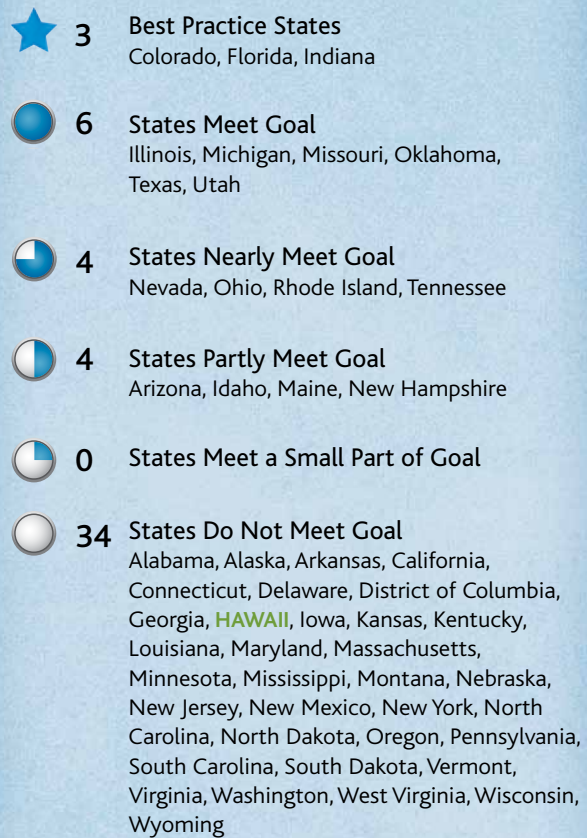 3 Best Practice States
Colorado, Florida, Indiana
6 States Meet Goal
Illinois, Michigan, Missouri, Oklahoma,
Texas, Utah
4 States Nearly Meet Goal
Nevada, Ohio, Rhode Island, Tennessee
4 States Partly Meet Goal
Arizona, Idaho, Maine, New Hampshire
0 States Meet a Small Part of Goal
34 States Do Not Meet Goal
Alabama, Alaska, Arkansas, California,
Connecticut, Delaware, District of Columbia,
Georgia, HAWAII, Iowa, Kansas, Kentucky,
Louisiana, Maryland, Massachusetts,
Minnesota, Mississippi, Montana, Nebraska,
New Jersey, New Mexico, New York, North
Carolina, North Dakota, Oregon, Pennsylvania,
South Carolina, South Dakota, Vermont,
Virginia, Washington, West Virginia, Wisconsin,
Wyoming